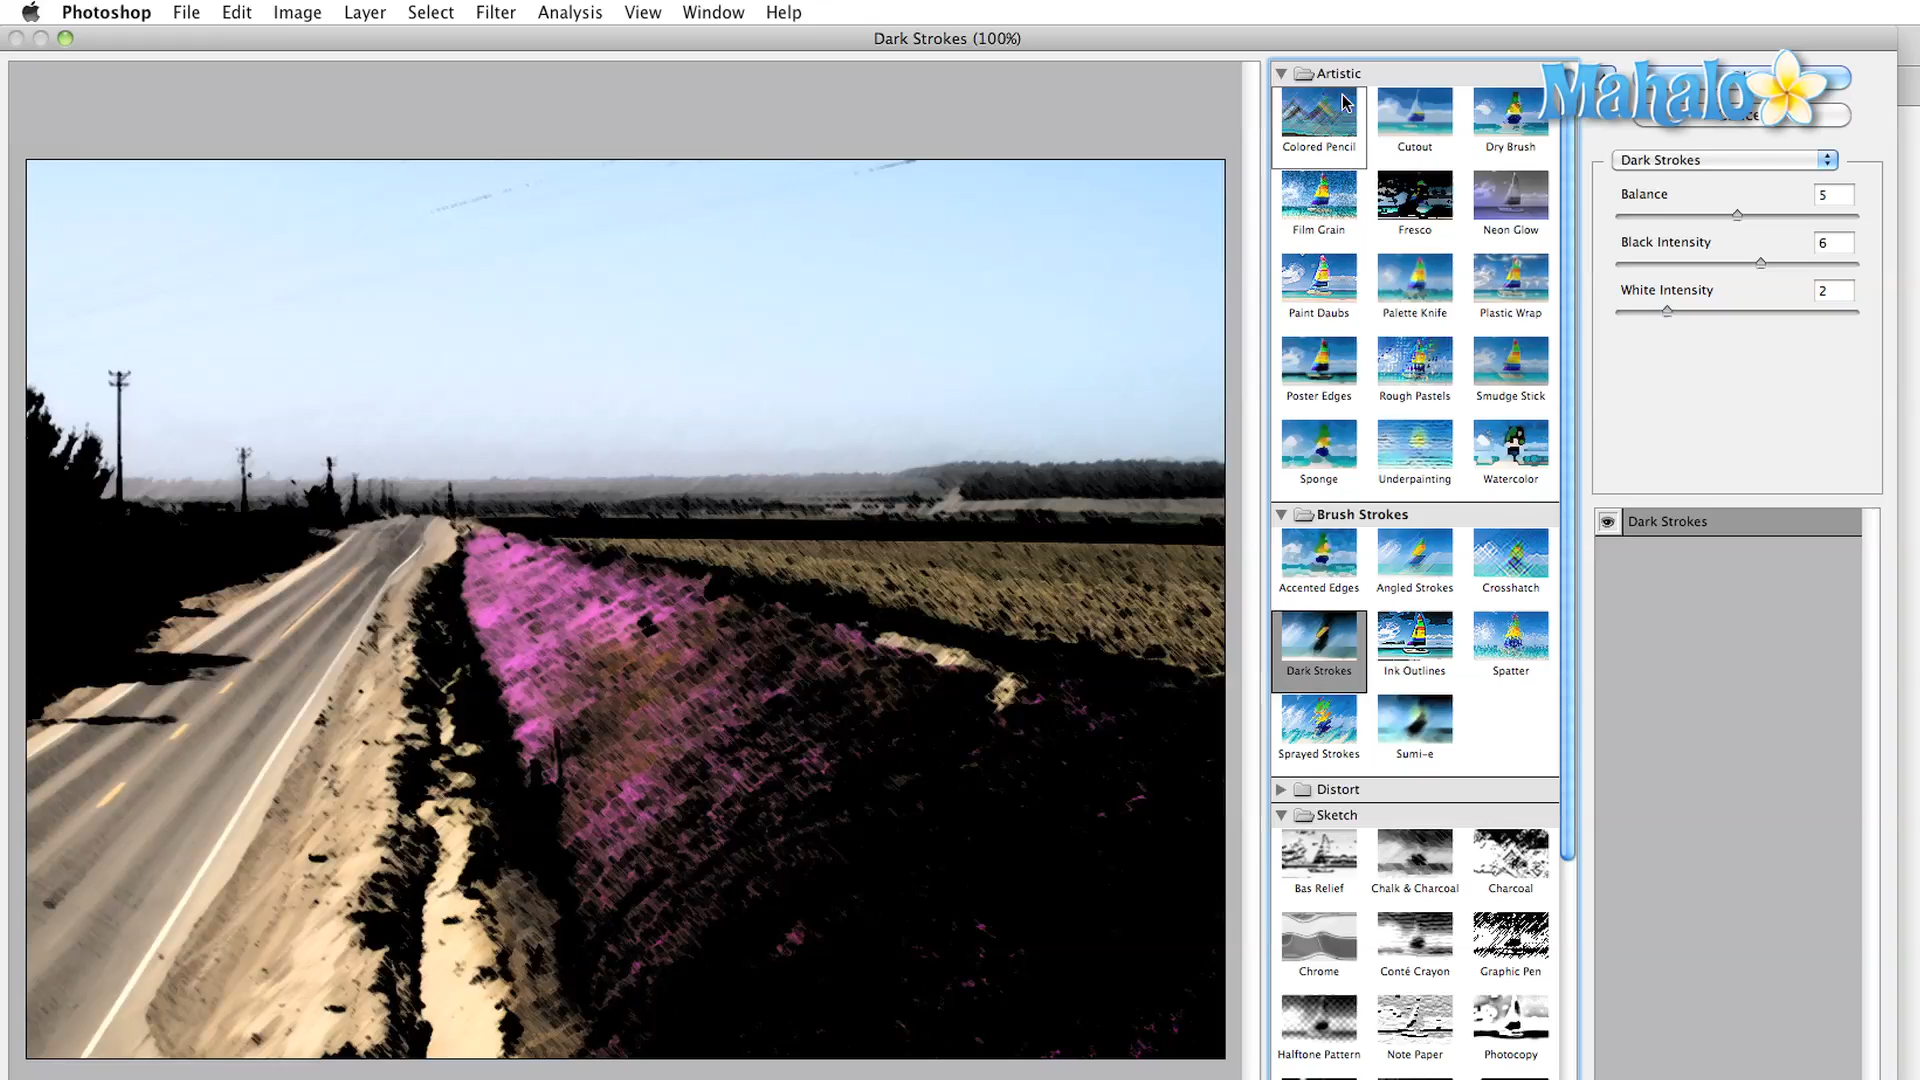 Photoshop File Edit Image Layer Select Filter Analysis View Window Help
Dark Strokes (100%)
Artistic
Colored Pencil Cutout Dry Brush
Film Grain Fresco Neon Glow
Paint Daubs Palette Knife Plastic Wrap
Poster Edges Rough Pastels Smudge Stick
Sponge Underpainting Watercolor
Brush Strokes
Accented Edges Angled Strokes Crosshatch
Dark Strokes Ink Outlines Spatter
Sprayed Strokes Sumi-e
Distort
Sketch
Bas Relief Chalk & Charcoal Charcoal
Chrome Conté Crayon Graphic Pen
Halftone Pattern Note Paper Photocopy
Mahalo
Dark Strokes
Balance 5
Black Intensity 6
White Intensity 2
Dark Strokes